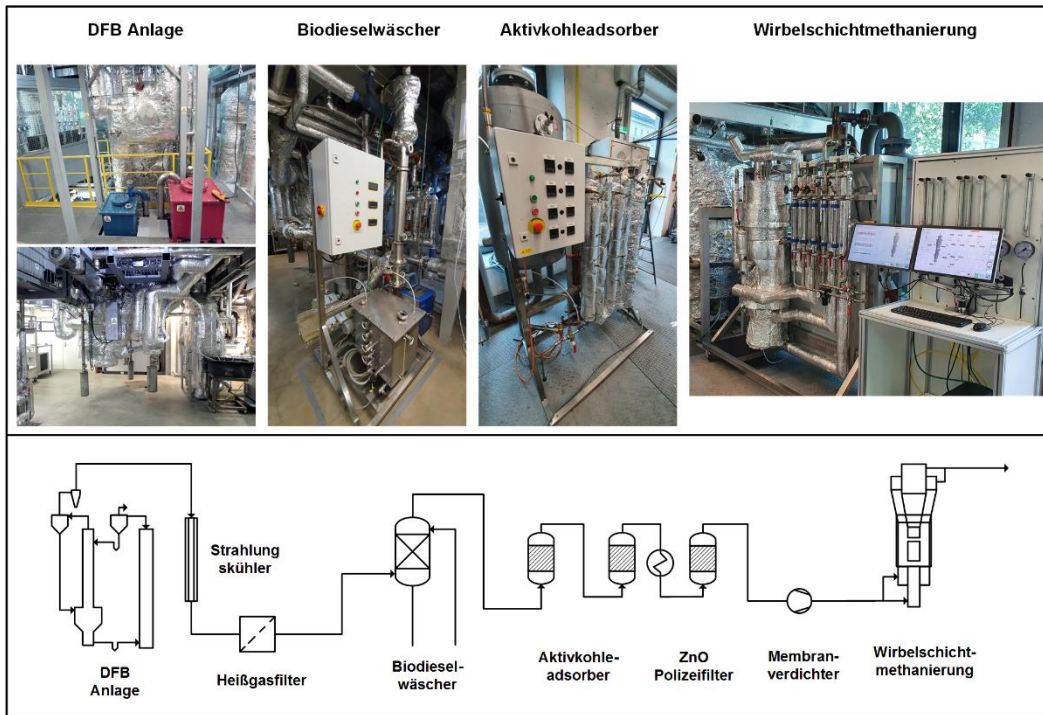 DFB Anlage
Biodieselwäscher
Aktivkohleadsorber
Wirbelschichtmethanierung
Strahlung
skühler
DFB
Anlage
Heißgasfilter
Biodiesel-
wäscher
Aktivkohle-
adsorber
ZnO
Polizeifilter
Membran-
verdichter
Wirbelschicht-
methanierung